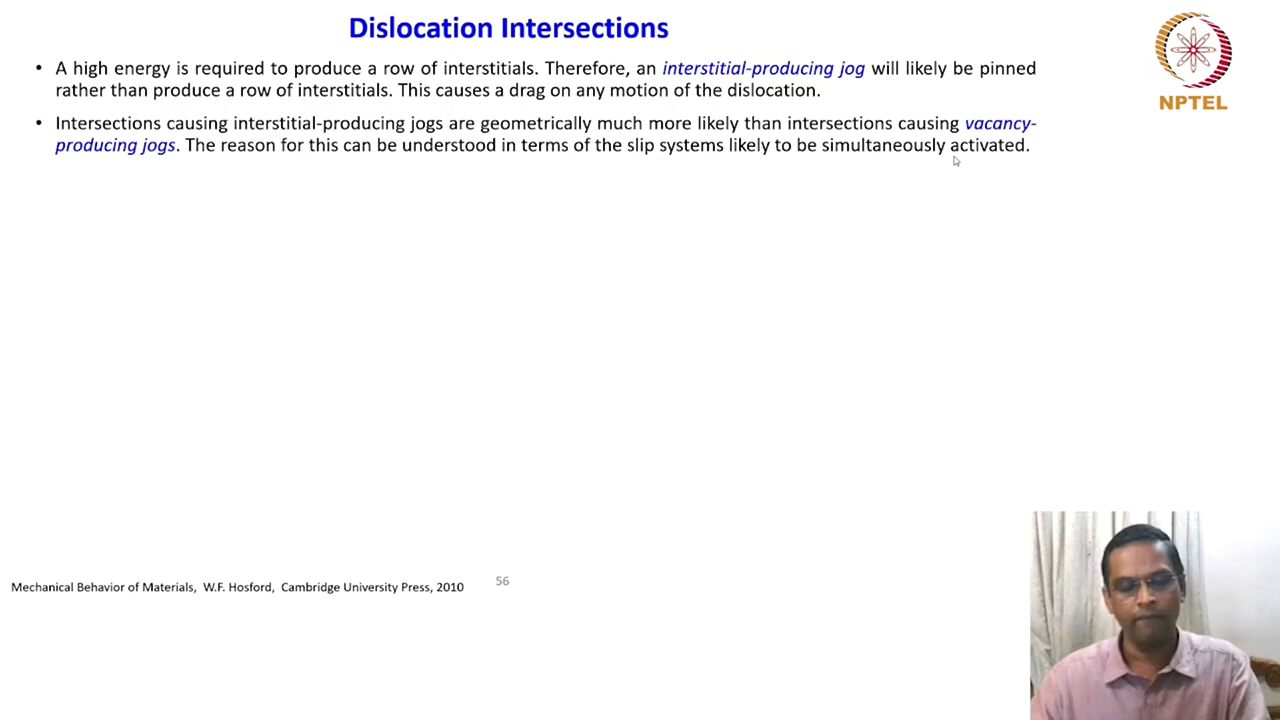 Dislocation Intersections
• A high energy is required to produce a row of interstitials. Therefore, an interstitial-producing jog will likely be pinned
rather than produce a row of interstitials. This causes a drag on any motion of the dislocation.
• Intersections causing interstitial-producing jogs are geometrically much more likely than intersections causing vacancy-
producing jogs. The reason for this can be understood in terms of the slip systems likely to be simultaneously activated.
NPTEL
Mechanical Behavior of Materials, W.F. Hosford, Cambridge University Press, 2010
56